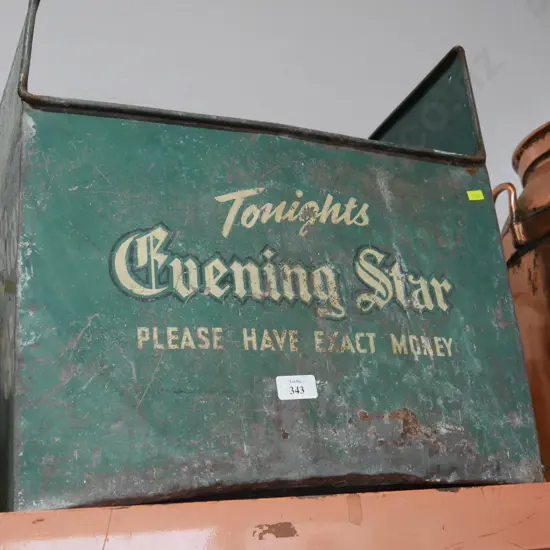 Tonights
Evening Star
PLEASE HAVE EXACT MONEY
343